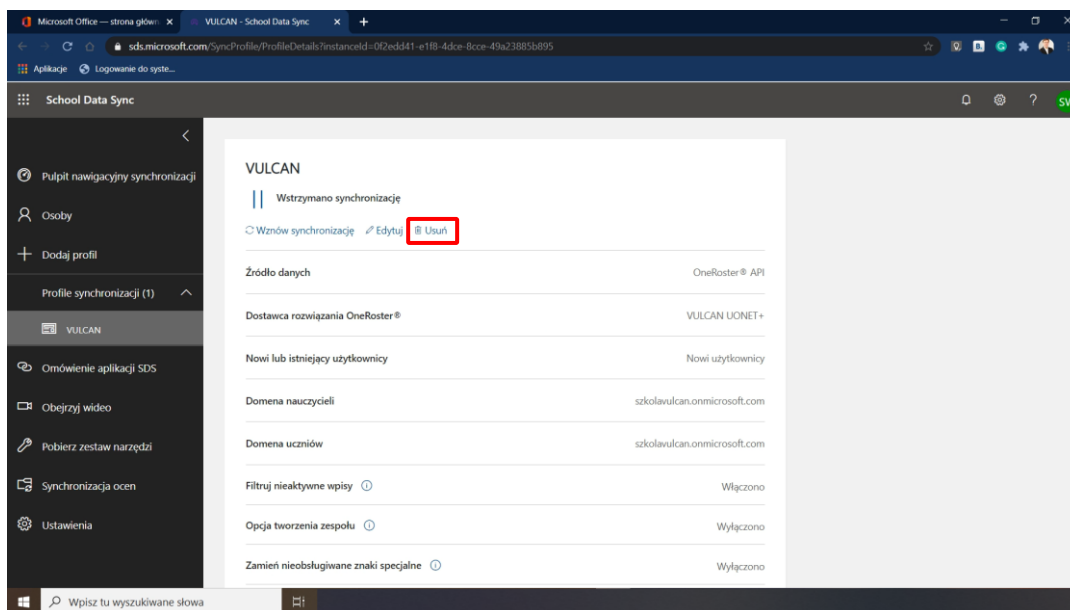 Microsoft Office — strona główn
VULCAN - School Data Sync
sds.microsoft.com/SyncProfile/ProfileDetails?instanceId=0f2edd41-e1f8-4dce-8cce-49a23885b895
Aplikacje Logowanie do syste...
School Data Sync
SW
Pulpit nawigacyjny synchronizacji
Osoby
Dodaj profil
Profile synchronizacji (1)
VULCAN
Omówienie aplikacji SDS
Obejrzyj wideo
Pobierz zestaw narzędzi
Synchronizacja ocen
Ustawienia
VULCAN
Wstrzymano synchronizację
Wznów synchronizację Edytuj Usuń
Źródło danych OneRoster® API
Dostawca rozwiązania OneRoster® VULCAN UONET+
Nowi lub istniejący użytkownicy Nowi użytkownicy
Domena nauczycieli szkolavulcan.onmicrosoft.com
Domena uczniów szkolavulcan.onmicrosoft.com
Filtruj nieaktywne wpisy Włączono
Opcja tworzenia zespołu Wyłączono
Zamień nieobsługiwane znaki specjalne Wyłączono
Wpisz tu wyszukiwane słowa